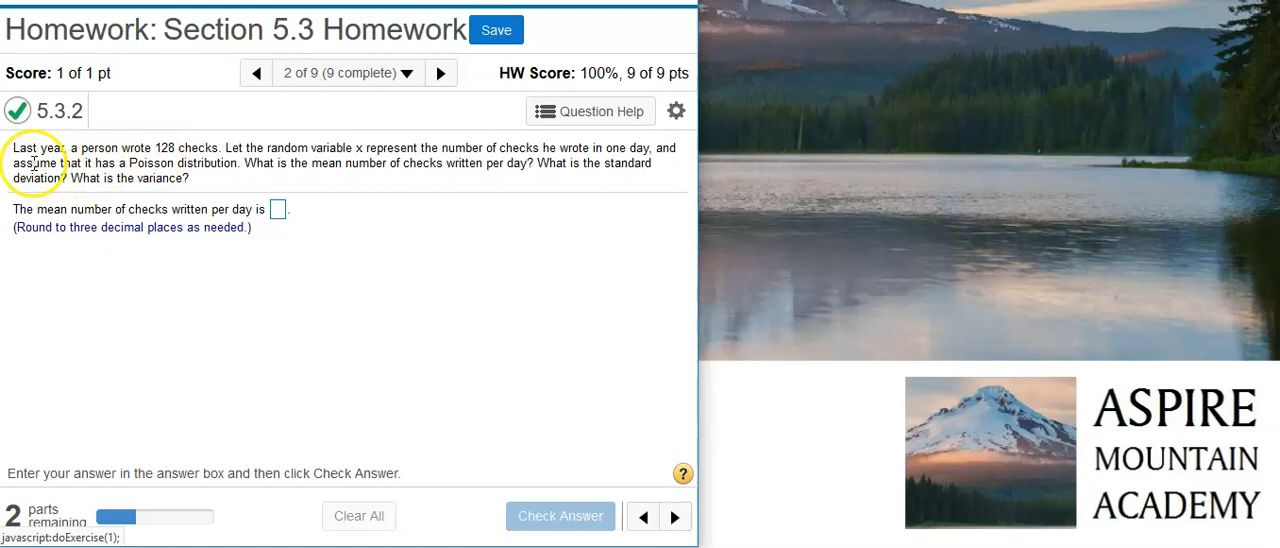 Homework: Section 5.3 Homework
Save
Score: 1 of 1 pt
2 of 9 (9 complete)
HW Score: 100%, 9 of 9 pts
5.3.2
Question Help
Last year, a person wrote 128 checks. Let the random variable x represent the number of checks he wrote in one day, and
assume that it has a Poisson distribution. What is the mean number of checks written per day? What is the standard
deviation? What is the variance?
The mean number of checks written per day is .
(Round to three decimal places as needed.)
Enter your answer in the answer box and then click Check Answer.
?
2 parts
remaining
Clear All
Check Answer
javascript:doExercise(1);
ASPIRE
MOUNTAIN
ACADEMY